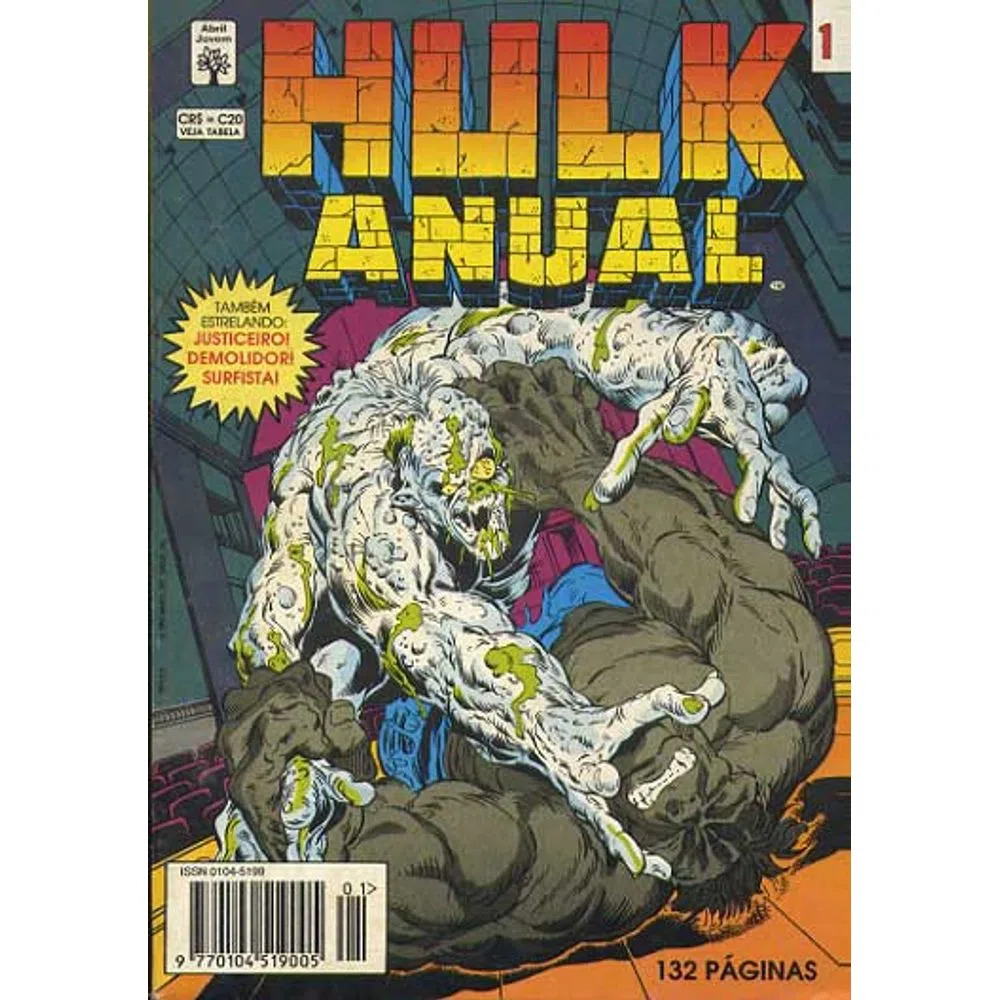 Abril
Jovem
HULK
1
CR$ = C20
VEJA TABELA
ANUAL
TAMBÉM
ESTRELANDO:
JUSTICEIRO!
DEMOLIDOR!
SURFISTA!
ISSN 0104-5199
01>
9 770104 519005
132 PÁGINAS